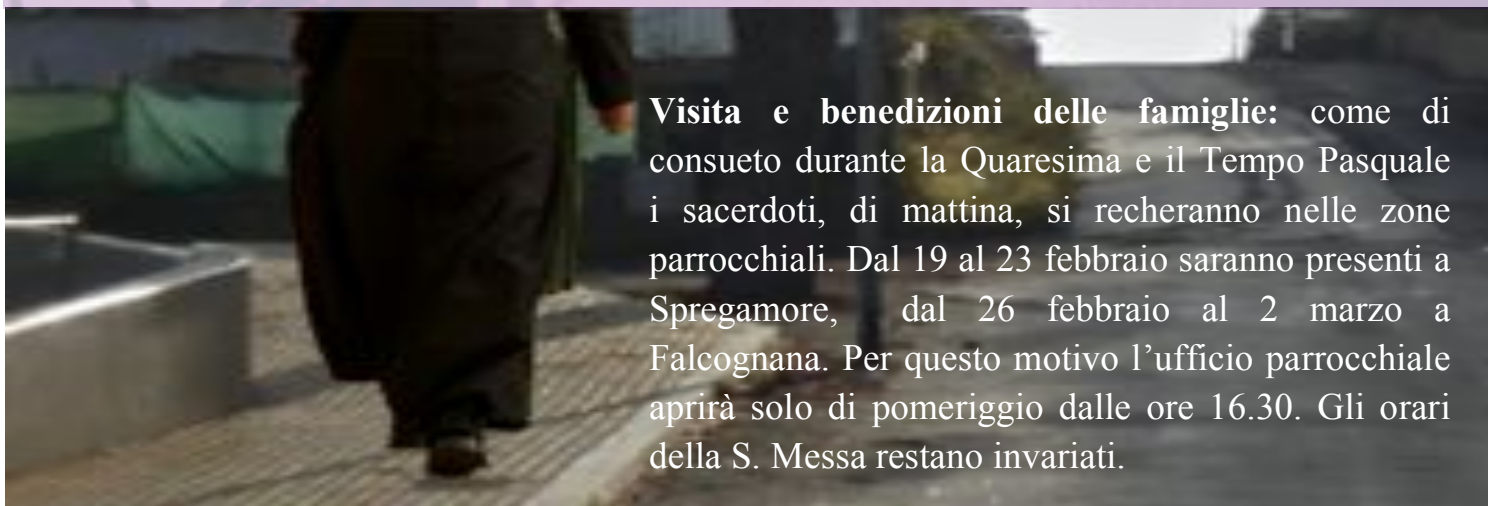 Visita e benedizioni delle famiglie: come di
consueto durante la Quaresima e il Tempo Pasquale
i sacerdoti, di mattina, si recheranno nelle zone
parrocchiali. Dal 19 al 23 febbraio saranno presenti a
Spregamore, dal 26 febbraio al 2 marzo a
Falcognana. Per questo motivo l’ufficio parrocchiale
aprirà solo di pomeriggio dalle ore 16.30. Gli orari
della S. Messa restano invariati.